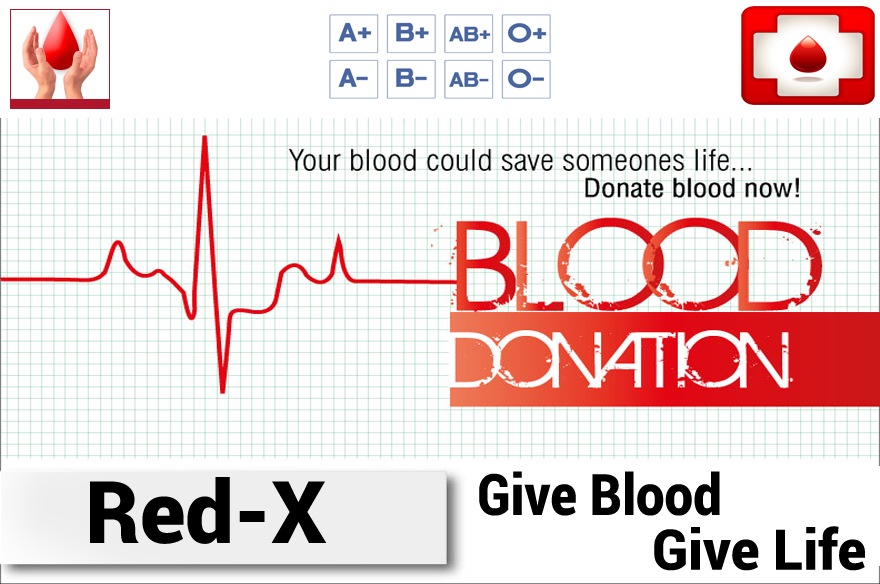 A+ B+ AB+ O+
A− B− AB− O−
Your blood could save someones life...
Donate blood now!
BLOOD
DONATION
Red-X
Give Blood
Give Life